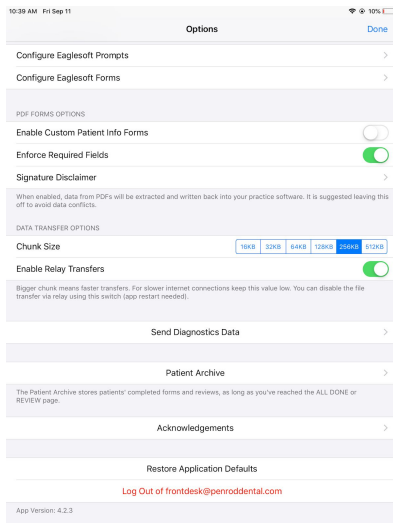 10:39 AM Fri Sep 11 10%
Options Done
Configure Eaglesoft Prompts
Configure Eaglesoft Forms
PDF FORMS OPTIONS
Enable Custom Patient Info Forms
Enforce Required Fields
Signature Disclaimer
When enabled, data from PDFs will be extracted and written back into your practice software. It is suggested leaving this
off to avoid data conflicts.
DATA TRANSFER OPTIONS
Chunk Size 16KB 32KB 64KB 128KB 256KB 512KB
Enable Relay Transfers
Bigger chunk means faster transfers. For slower internet connections keep this value low. You can disable the file
transfer via relay using this switch (app restart needed).
Send Diagnostics Data
Patient Archive
The Patient Archive stores patients' completed forms and reviews, as long as you've reached the ALL DONE or
REVIEW page.
Acknowledgements
Restore Application Defaults
Log Out of frontdesk@penroddental.com
App Version: 4.2.3